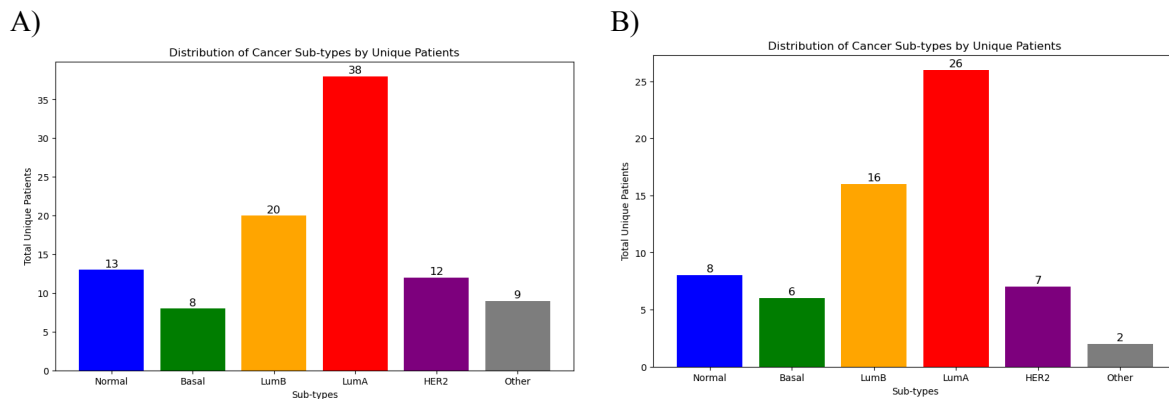 A)
Distribution of Cancer Sub-types by Unique Patients
Total Unique Patients
35
30
25
20
15
10
5
0
13
8
20
38
12
9
Normal Basal LumB LumA HER2 Other
Sub-types
B)
Distribution of Cancer Sub-types by Unique Patients
Total Unique Patients
25
20
15
10
5
0
8
6
16
26
7
2
Normal Basal LumB LumA HER2 Other
Sub-types